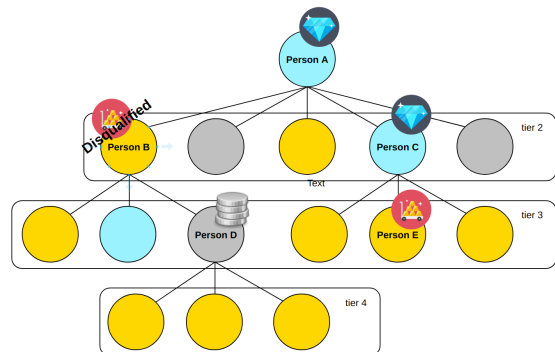 Person A
Disqualified
tier 2
Person B
Person C
Text
tier 3
Person D
Person E
tier 4